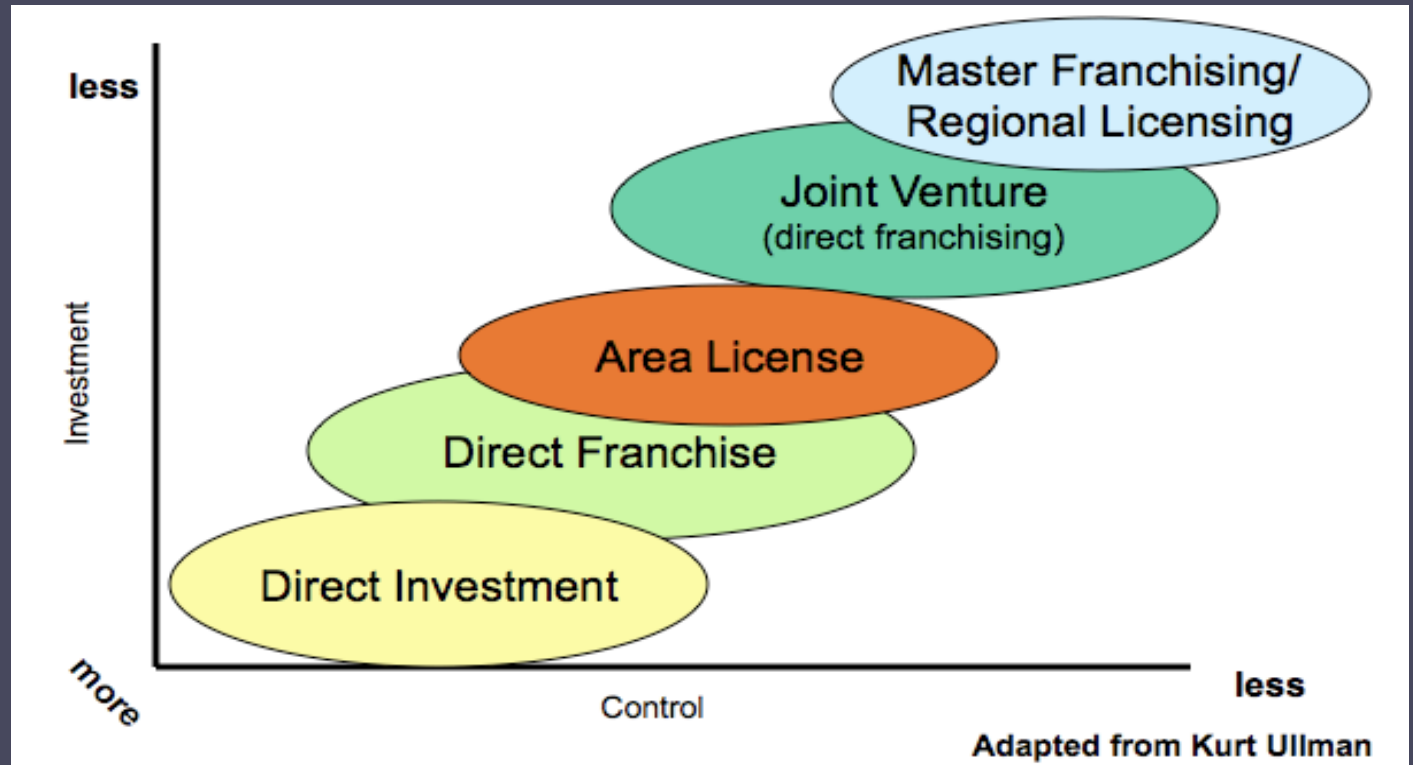 less
Master Franchising/
Regional Licensing
Joint Venture
(direct franchising)
Investment
Area License
Direct Franchise
Direct Investment
more
Control
less
Adapted from Kurt Ullman